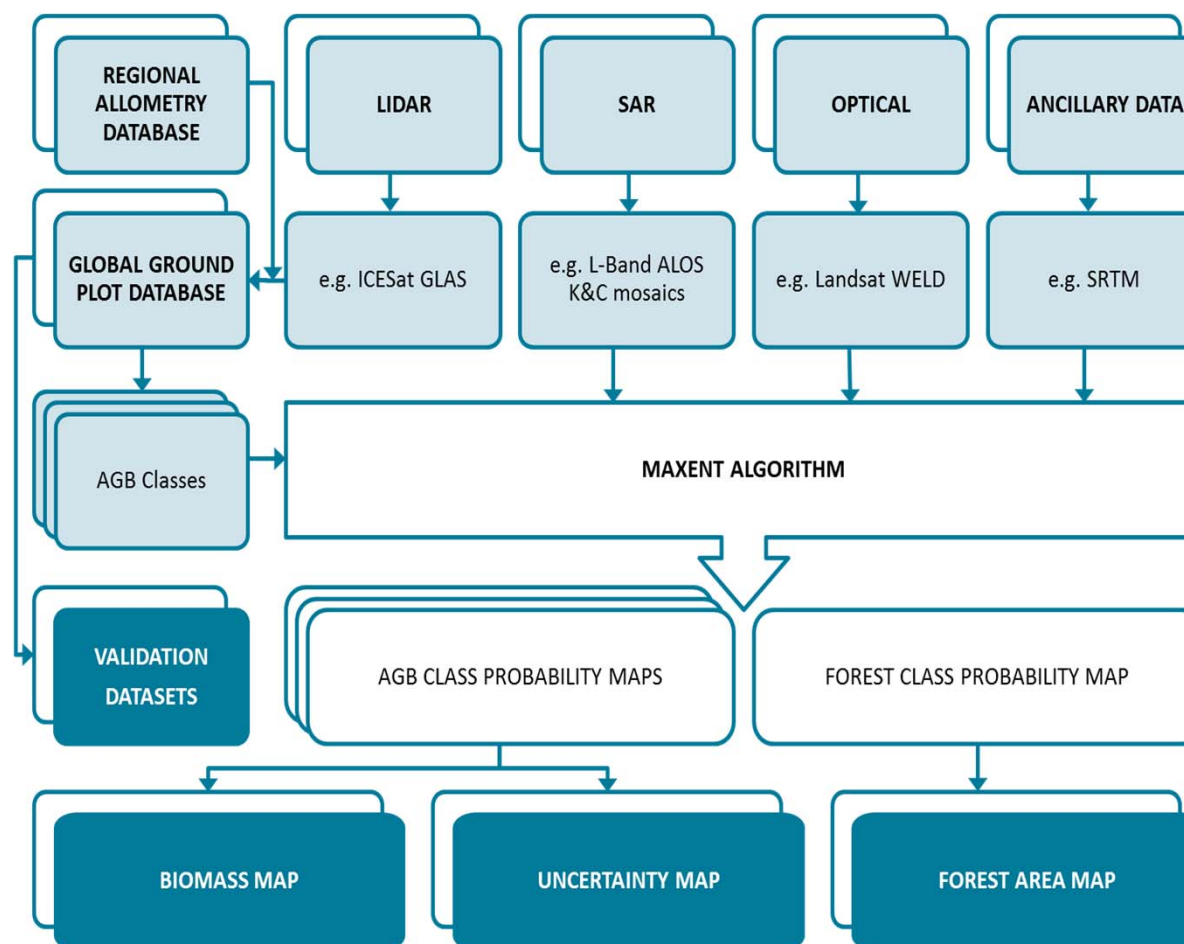 REGIONAL
ALLOMETRY
DATABASE
LIDAR
SAR
OPTICAL
ANCILLARY DATA
GLOBAL GROUND
PLOT DATABASE
e.g. ICESat GLAS
e.g. L-Band ALOS
K&C mosaics
e.g. Landsat WELD
e.g. SRTM
AGB Classes
MAXENT ALGORITHM
VALIDATION
DATASETS
AGB CLASS PROBABILITY MAPS
FOREST CLASS PROBABILITY MAP
BIOMASS MAP
UNCERTAINTY MAP
FOREST AREA MAP